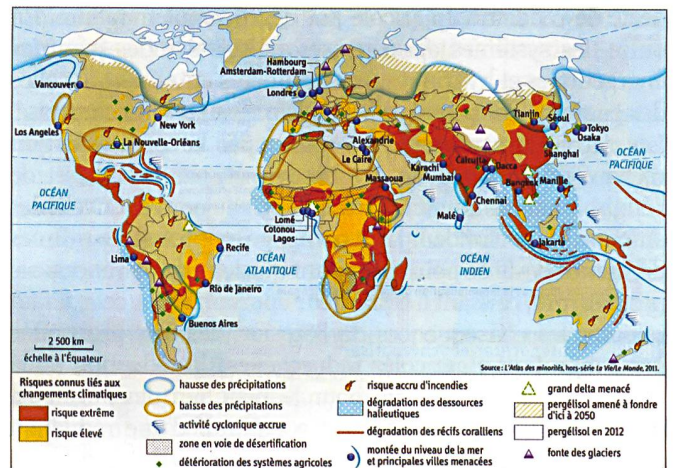 Hambourg
Amsterdam-Rotterdam
Londres
Vancouver
New York
Los Angeles
La Nouvelle-Orléans
Alexandrie
Le Caire
Massaoua
Karachi
Mumbai
Calcutta
Dacca
Chennai
Malé
Tianjin
Séoul
Tokyo
Osaka
Shanghai
Bangkok
Manille
Jakarta
OCÉAN
PACIFIQUE
OCÉAN
PACIFIQUE
Lomé
Cotonou
Lagos
Lima
Recife
Rio de Janeiro
Buenos Aires
OCÉAN
ATLANTIQUE
OCÉAN
INDIEN
2 500 km
échelle à l'Équateur
Source : L'Atlas des minorités, hors-série La Vie/Le Monde, 2011.
Risques connus liés aux
changements climatiques
risque extrême
risque élevé
hausse des précipitations
baisse des précipitations
activité cyclonique accrue
zone en voie de désertification
détérioration des systèmes agricoles
risque accru d'incendies
dégradation des dessources
halieutiques
dégradation des récifs coralliens
montée du niveau de la mer
et principales villes menacées
grand delta menacé
pergélisol amené à fondre
d'ici à 2050
pergélisol en 2012
fonte des glaciers